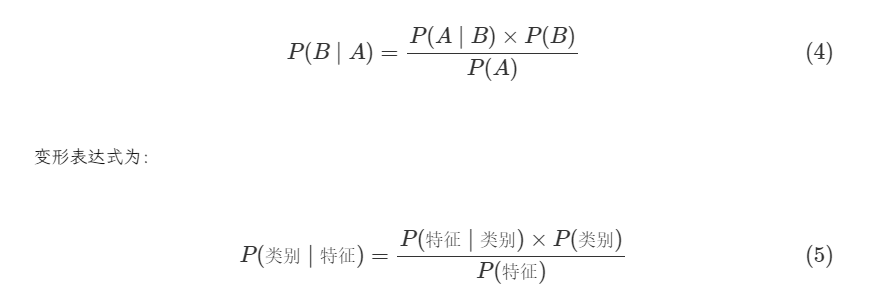 P(B | A) = P(A | B) × P(B) / P(A) (4)
变形表达式为：
P(类别 | 特征) = P(特征 | 类别) × P(类别) / P(特征) (5)